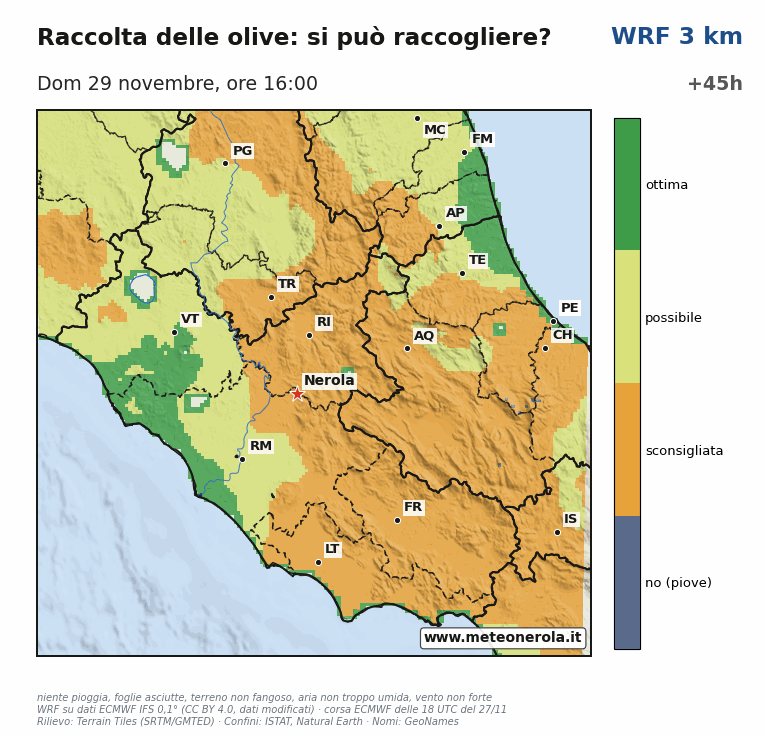 Raccolta delle olive: si può raccogliere?
WRF 3 km
Dom 29 novembre, ore 16:00
+45h
MC
FM
PG
AP
TE
TR
PE
VT
RI
AQ
CH
Nerola
RM
FR
IS
LT
www.meteonerola.it
ottima
possibile
sconsigliata
no (piove)
niente pioggia, foglie asciutte, terreno non fangoso, aria non troppo umida, vento non forte
WRF su dati ECMWF IFS 0,1° (CC BY 4.0, dati modificati) · corsa ECMWF delle 18 UTC del 27/11
Rilievo: Terrain Tiles (SRTM/GMTED) · Confini: ISTAT, Natural Earth · Nomi: GeoNames